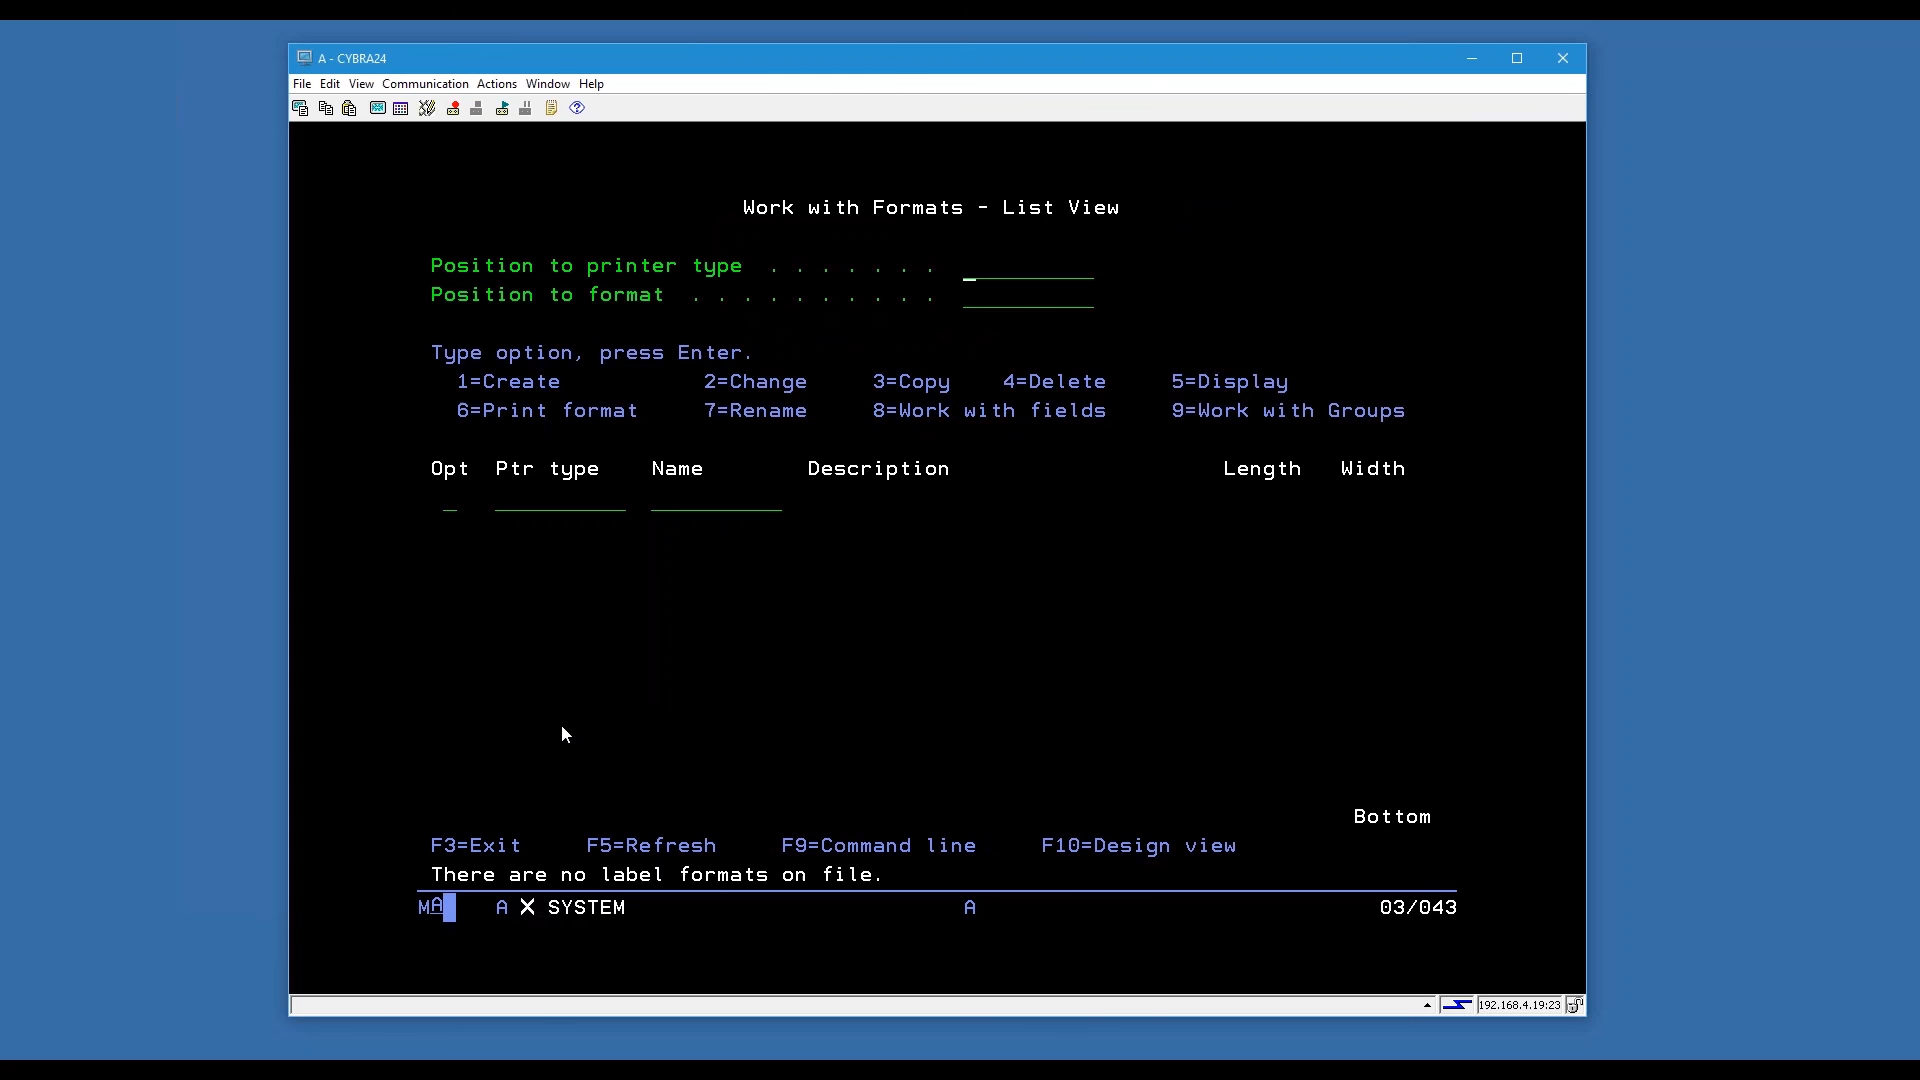 A - CYBRA24
File Edit View Communication Actions Window Help
Work with Formats - List View
Position to printer type . . . . . . .
Position to format . . . . . . . . . .
Type option, press Enter.
1=Create 2=Change 3=Copy 4=Delete 5=Display
6=Print format 7=Rename 8=Work with fields 9=Work with Groups
Opt Ptr type Name Description Length Width
Bottom
F3=Exit F5=Refresh F9=Command line F10=Design view
There are no label formats on file.
MA A X SYSTEM A 03/043
192.168.4.19:23